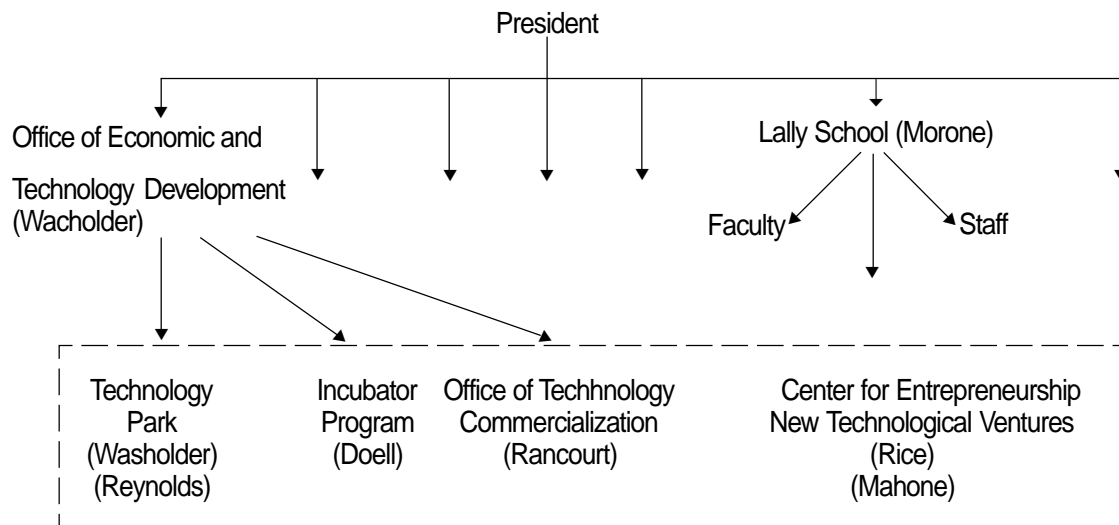 President
Office of Economic and
Technology Development
(Wacholder)
Lally School (Morone)
Faculty
Staff
Technology
Park
(Washolder)
(Reynolds)
Incubator
Program
(Doell)
Office of Techhnology
Commercialization
(Rancourt)
Center for Entrepreneurship
New Technological Ventures
(Rice)
(Mahone)